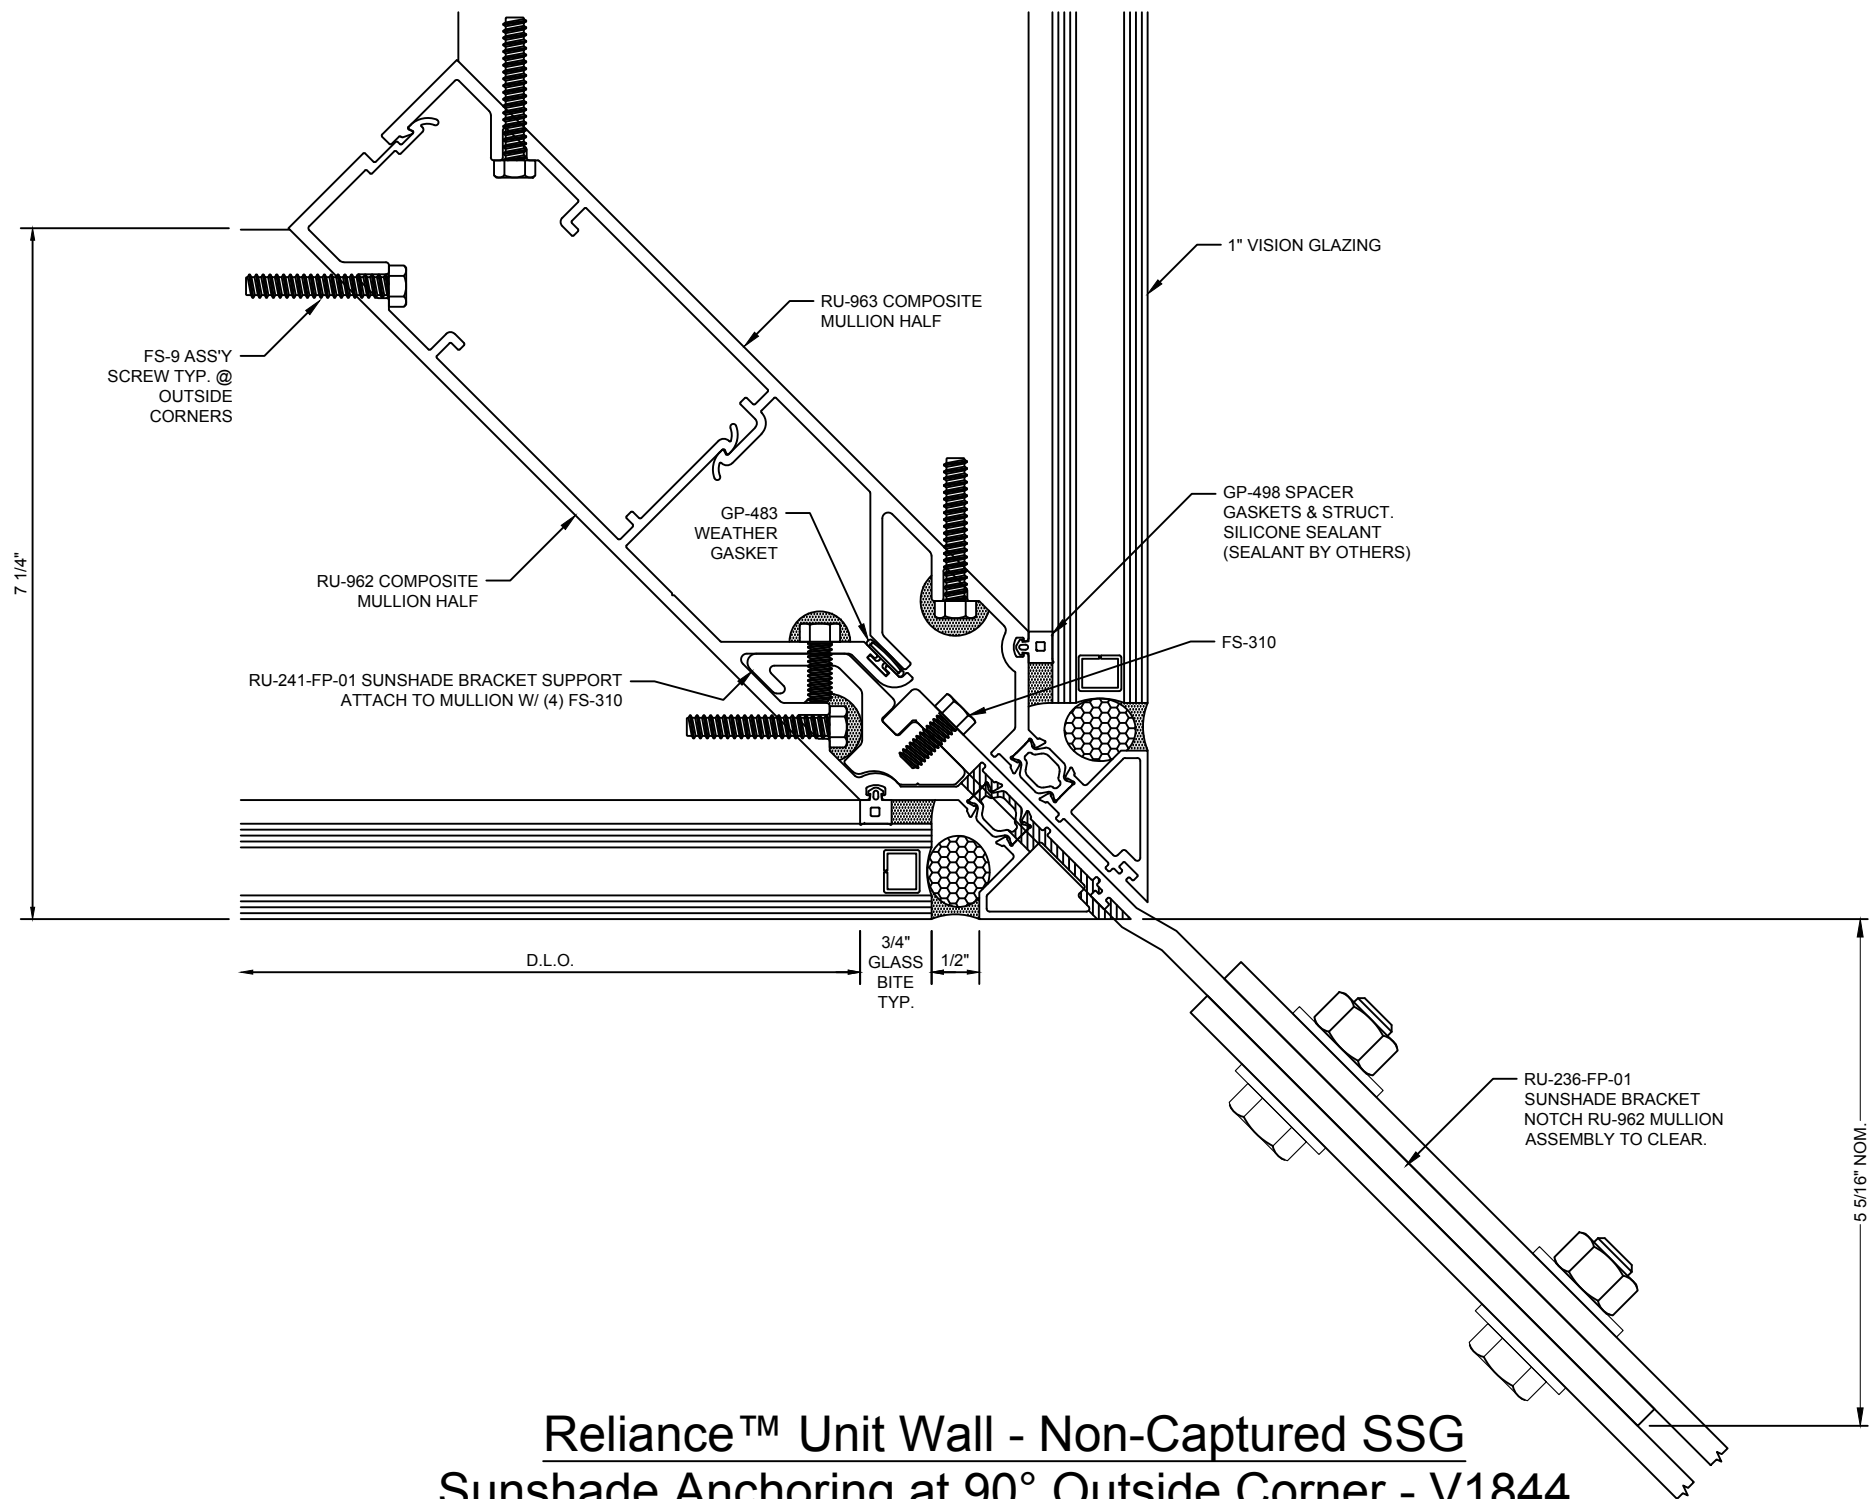 1" VISION GLAZING
RU-963 COMPOSITE
MULLION HALF
FS-9 ASS'Y
SCREW TYP. @
OUTSIDE
CORNERS
GP-498 SPACER
GASKETS & STRUCT.
SILICONE SEALANT
(SEALANT BY OTHERS)
GP-483
WEATHER
GASKET
7 1/4"
RU-962 COMPOSITE
MULLION HALF
FS-310
RU-241-FP-01 SUNSHADE BRACKET SUPPORT
ATTACH TO MULLION W/ (4) FS-310
D.L.O.
3/4"
GLASS
BITE
TYP.
1/2"
RU-236-FP-01
SUNSHADE BRACKET
NOTCH RU-962 MULLION
ASSEMBLY TO CLEAR.
5 5/16" NOM.
Reliance™ Unit Wall - Non-Captured SSG
Sunshade Anchoring at 90° Outside Corner - V1844